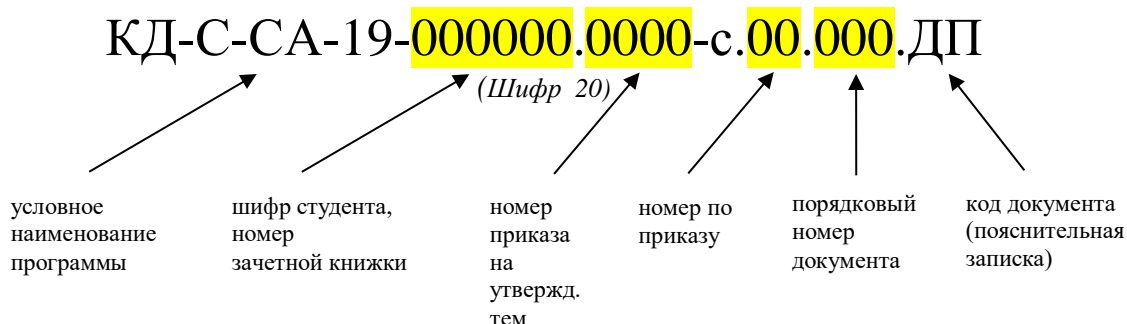 КД-С-СА-19-000000.0000-с.00.000.ДП
(Шифр 20)
условное
наименование
программы
шифр студента,
номер
зачетной книжки
номер
приказа
на
утвержд.
тем
номер по
приказу
порядковый
номер
документа
код документа
(пояснительная
записка)